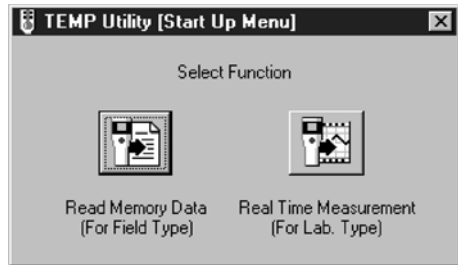 TEMP Utility [Start Up Menu]
Select Function
Read Memory Data
(For Field Type)
Real Time Measurement
(For Lab. Type)